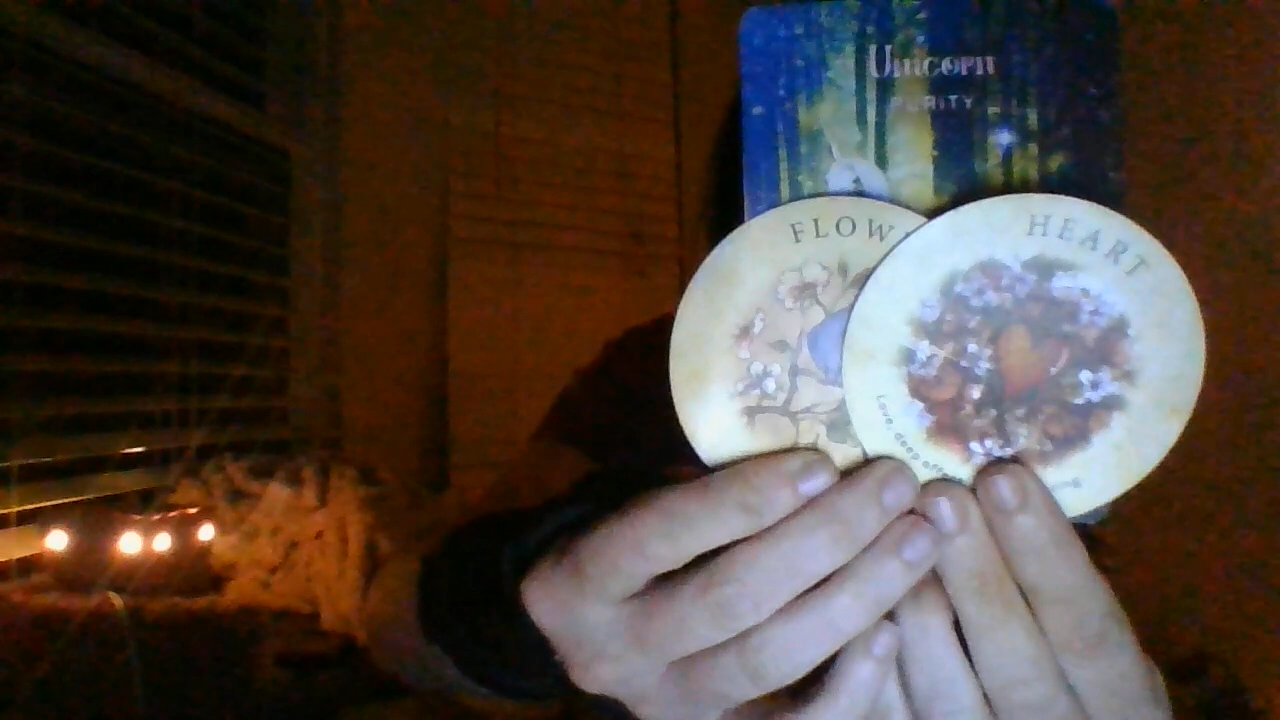 Unicorn
PURITY
FLOW
HEART
Love, deep